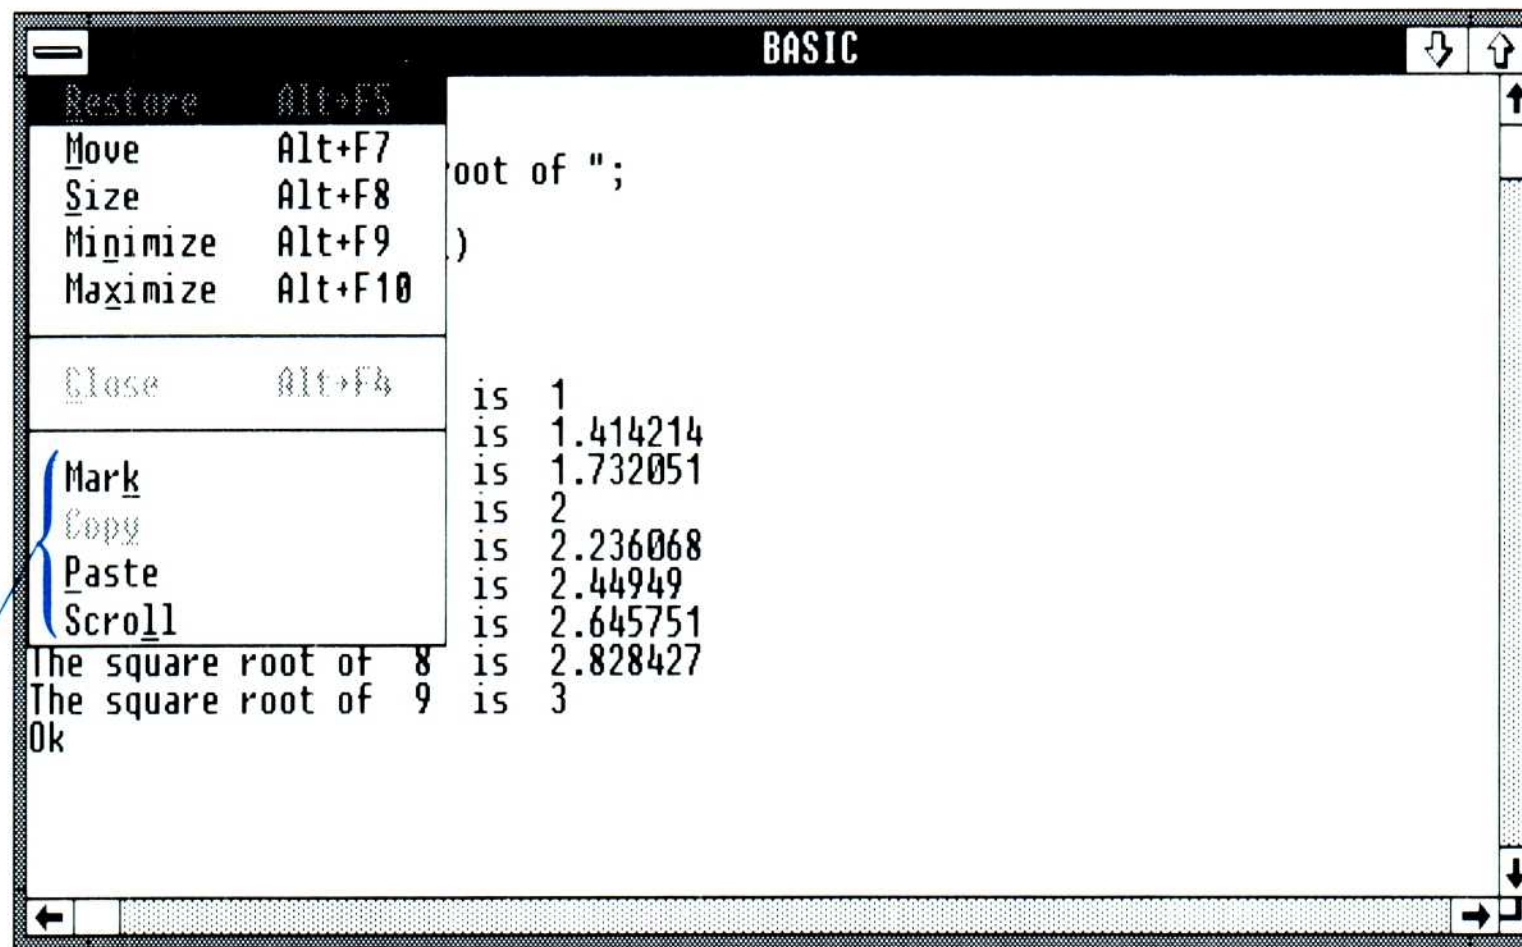 BASIC
Restore Alt+F5
Move Alt+F7
Size Alt+F8
Minimize Alt+F9
Maximize Alt+F10
Close Alt+F4
Mark
Copy
Paste
Scroll
oot of ";
)
is 1
is 1.414214
is 1.732051
is 2
is 2.236068
is 2.44949
is 2.645751
The square root of 8 is 2.828427
The square root of 9 is 3
Ok